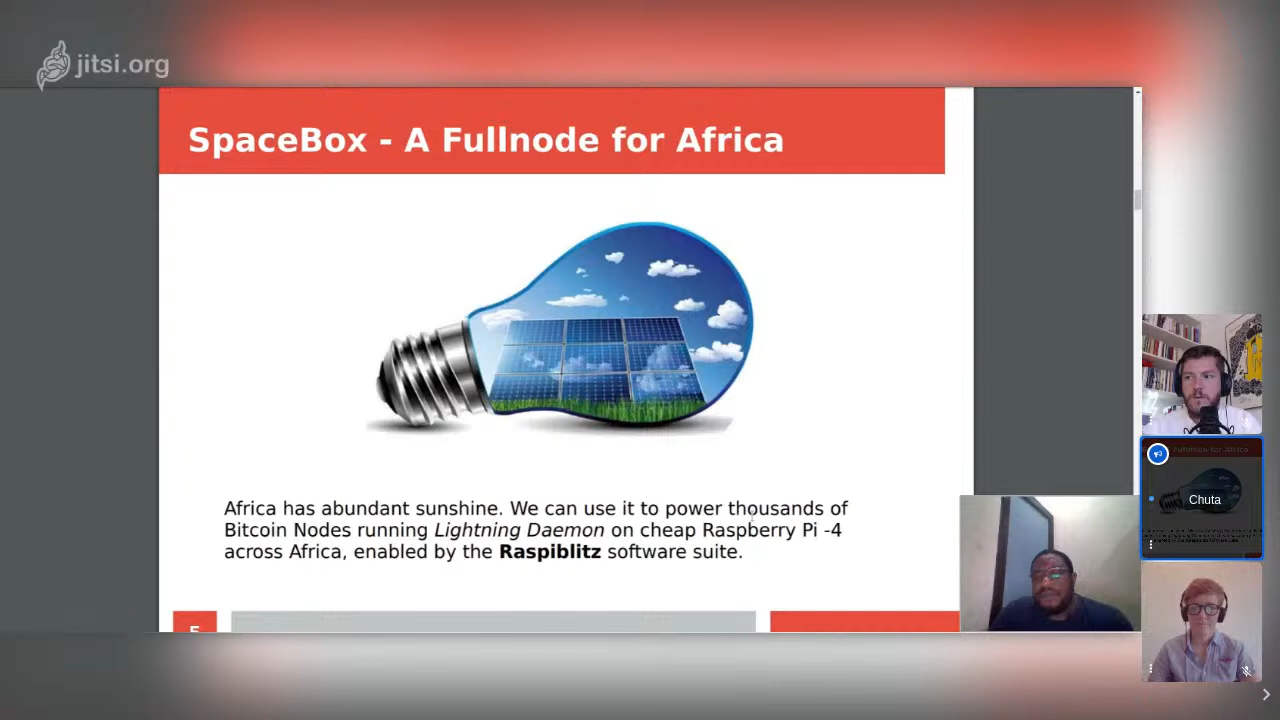 jitsi.org
SpaceBox - A Fullnode for Africa
Africa has abundant sunshine. We can use it to power thousands of
Bitcoin Nodes running Lightning Daemon on cheap Raspberry Pi -4
across Africa, enabled by the Raspiblitz software suite.
5
Chuta